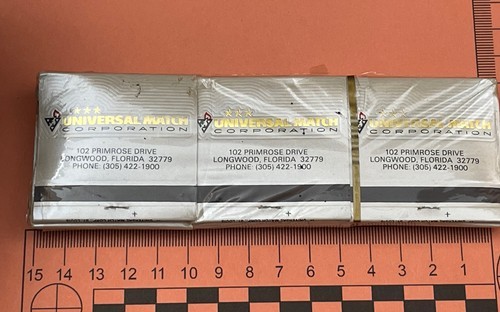 UNIVERSAL MATCH
CORPORATION
102 PRIMROSE DRIVE
LONGWOOD, FLORIDA 32779
PHONE: (305) 422-1900
UNIVERSAL MATCH
CORPORATION
102 PRIMROSE DRIVE
LONGWOOD, FLORIDA 32779
PHONE: (305) 422-1900
UNIVERSAL MATCH
CORPORATION
102 PRIMROSE DRIVE
LONGWOOD, FLORIDA 32779
PHONE: (305) 422-1900
15 14 13 12 11 10 9 8 7 6 5 4 3 2 1